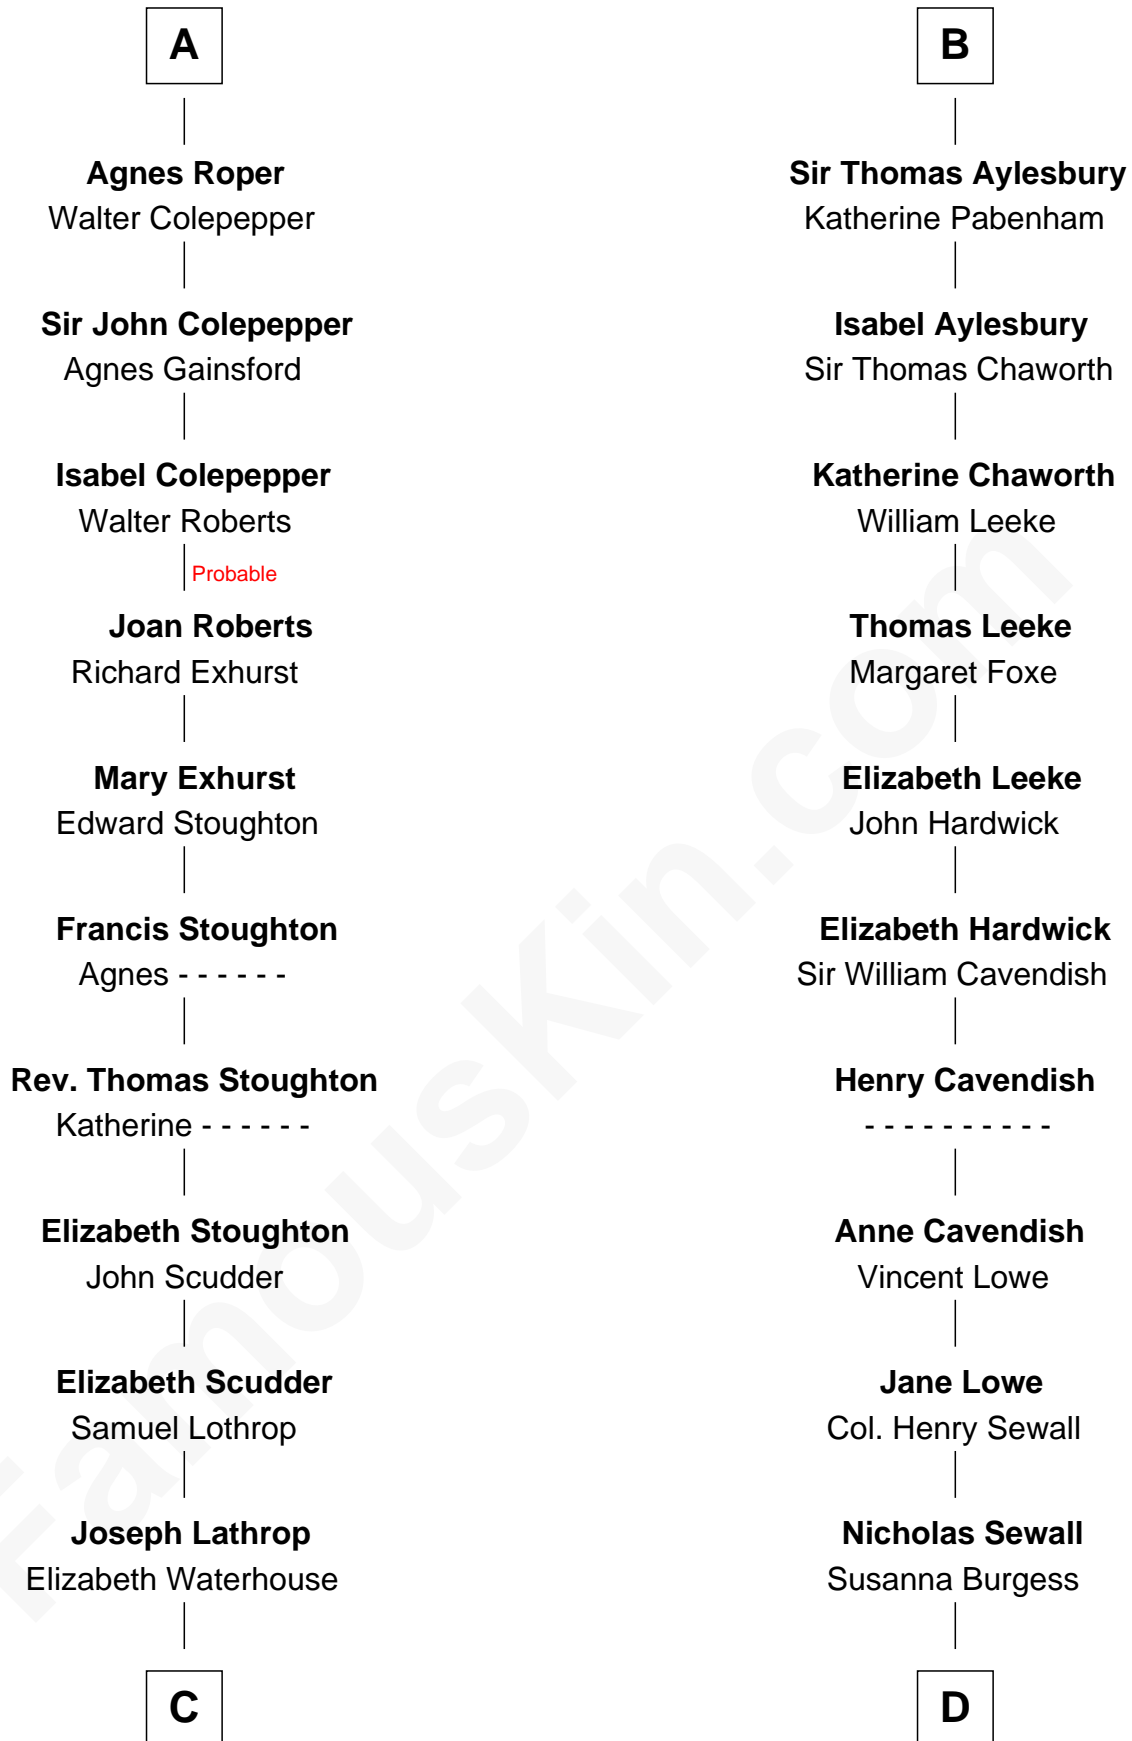 A
Agnes Roper
Walter Colepepper
Sir John Colepepper
Agnes Gainsford
Isabel Colepepper
Walter Roberts
Probable
Joan Roberts
Richard Exhurst
Mary Exhurst
Edward Stoughton
Francis Stoughton
Agnes - - - - - -
Rev. Thomas Stoughton
Katherine - - - - - -
Elizabeth Stoughton
John Scudder
Elizabeth Scudder
Samuel Lothrop
Joseph Lathrop
Elizabeth Waterhouse
C
B
Sir Thomas Aylesbury
Katherine Pabenham
Isabel Aylesbury
Sir Thomas Chaworth
Katherine Chaworth
William Leeke
Thomas Leeke
Margaret Foxe
Elizabeth Leeke
John Hardwick
Elizabeth Hardwick
Sir William Cavendish
Henry Cavendish
- - - - - - - - - -
Anne Cavendish
Vincent Lowe
Jane Lowe
Col. Henry Sewall
Nicholas Sewall
Susanna Burgess
D
FamousKin.com